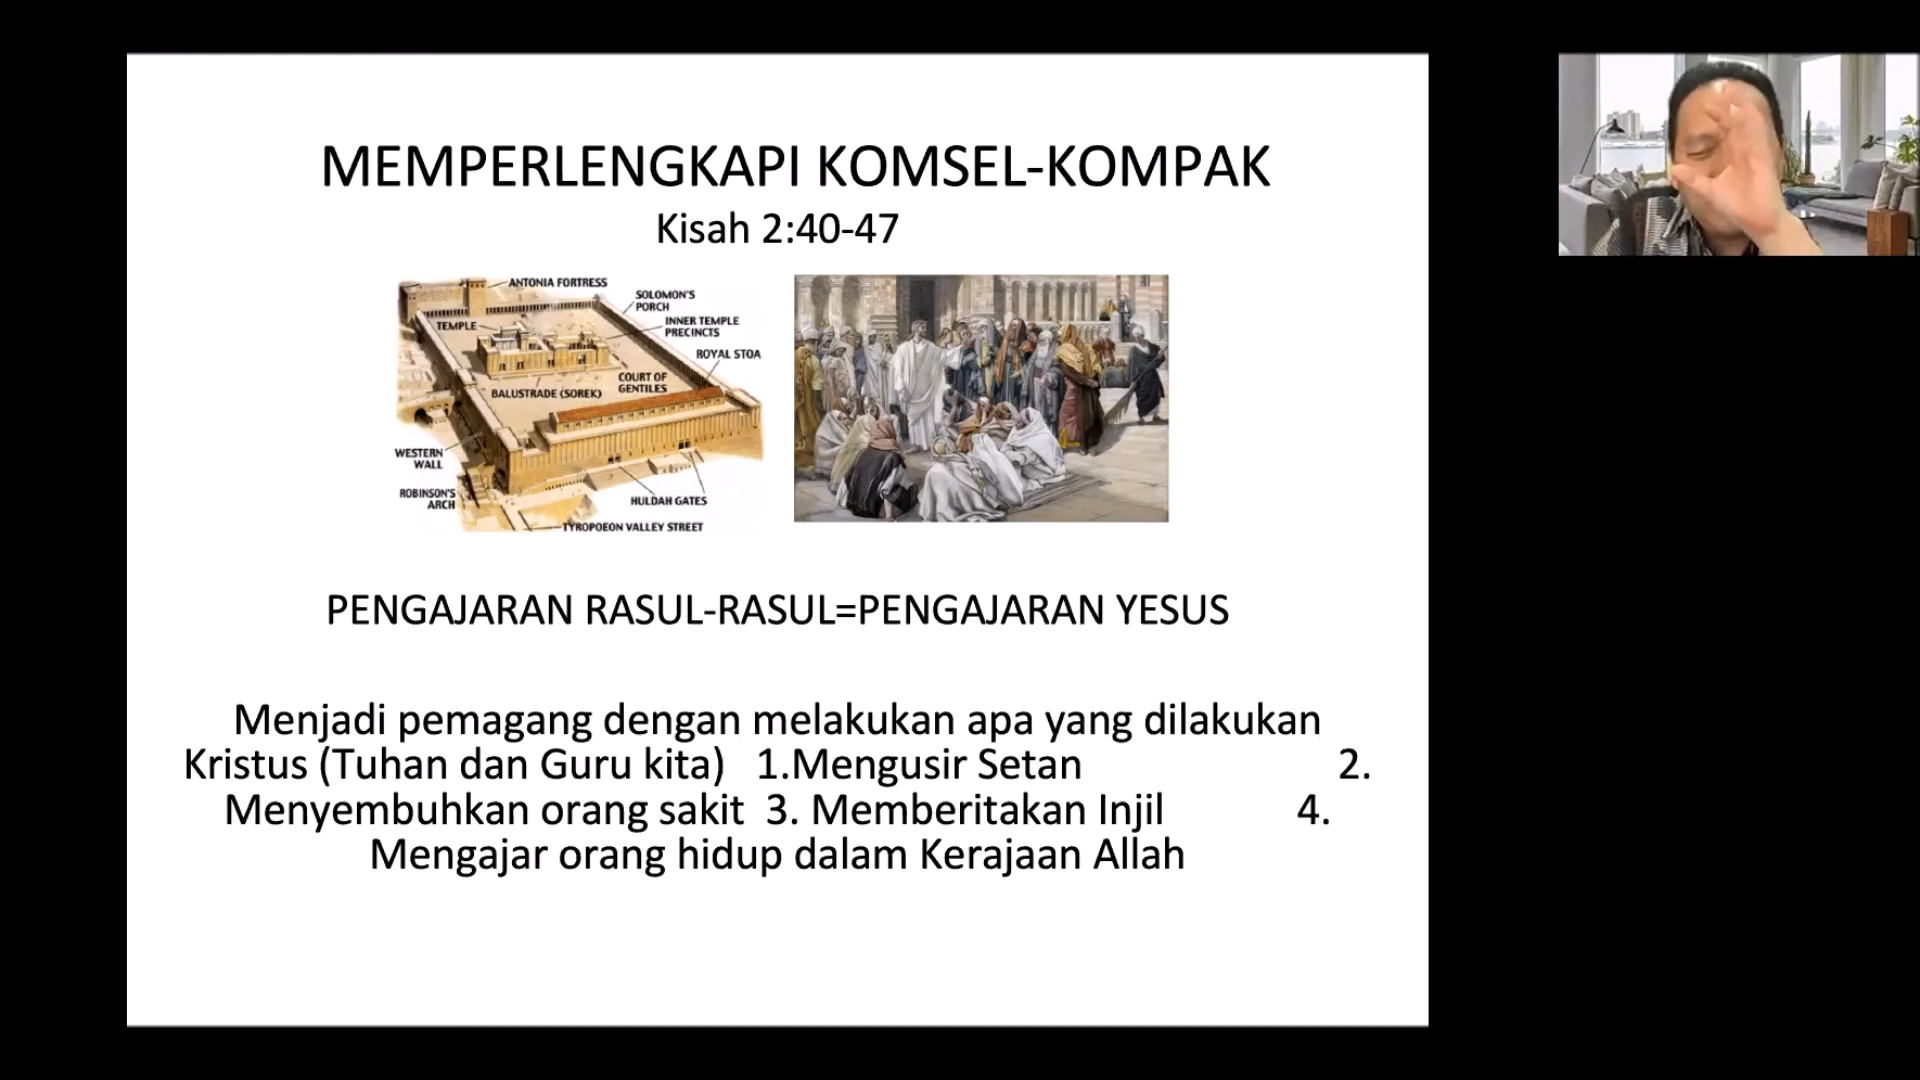 MEMPERLENGKAPI KOMSEL-KOMPAK
Kisah 2:40-47
ANTONIA FORTRESS
SOLOMON'S
PORCH
TEMPLE
INNER TEMPLE
PRECINCTS
ROYAL STOA
COURT OF
GENTILES
BALUSTRADE (SOREK)
WESTERN
WALL
ROBINSON'S
ARCH
HULDAH GATES
TYROPOEON VALLEY STREET
PENGAJARAN RASUL-RASUL=PENGAJARAN YESUS
Menjadi pemagang dengan melakukan apa yang dilakukan
Kristus (Tuhan dan Guru kita) 1.Mengusir Setan 2.
Menyembuhkan orang sakit 3. Memberitakan Injil 4.
Mengajar orang hidup dalam Kerajaan Allah